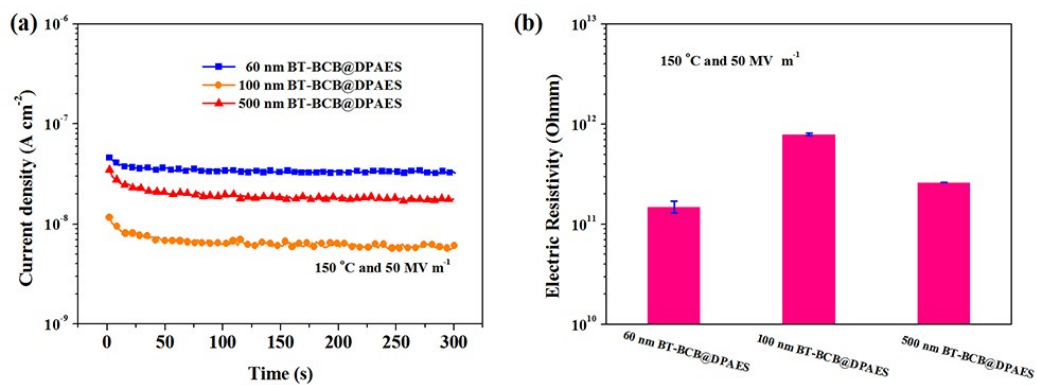 (a)
10^-6
10^-7
10^-8
10^-9
Current density (A cm^-2)
60 nm BT-BCB@DPAES
100 nm BT-BCB@DPAES
500 nm BT-BCB@DPAES
150 °C and 50 MV m^-1
0 50 100 150 200 250 300
Time (s)
(b)
10^13
10^12
10^11
10^10
Electric Resistivity (Ohmm)
150 °C and 50 MV m^-1
60 nm BT-BCB@DPAES
100 nm BT-BCB@DPAES
500 nm BT-BCB@DPAES